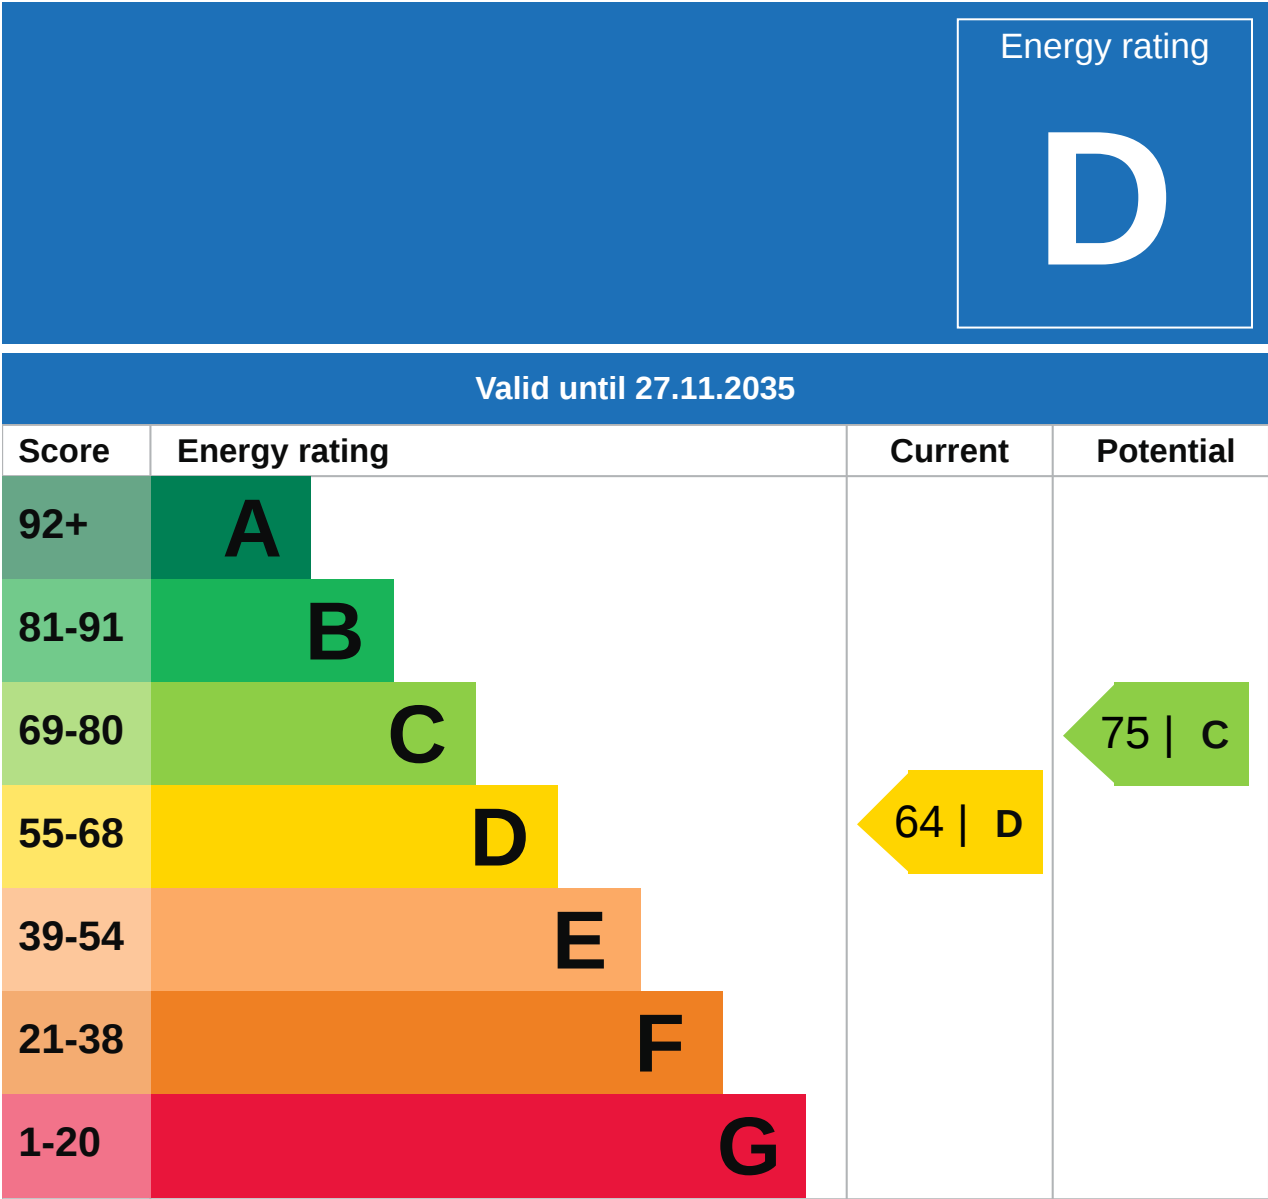 Energy rating
D
Valid until 27.11.2035
Score Energy rating Current Potential
92+ A
81-91 B
69-80 C 75 | C
55-68 D 64 | D
39-54 E
21-38 F
1-20 G